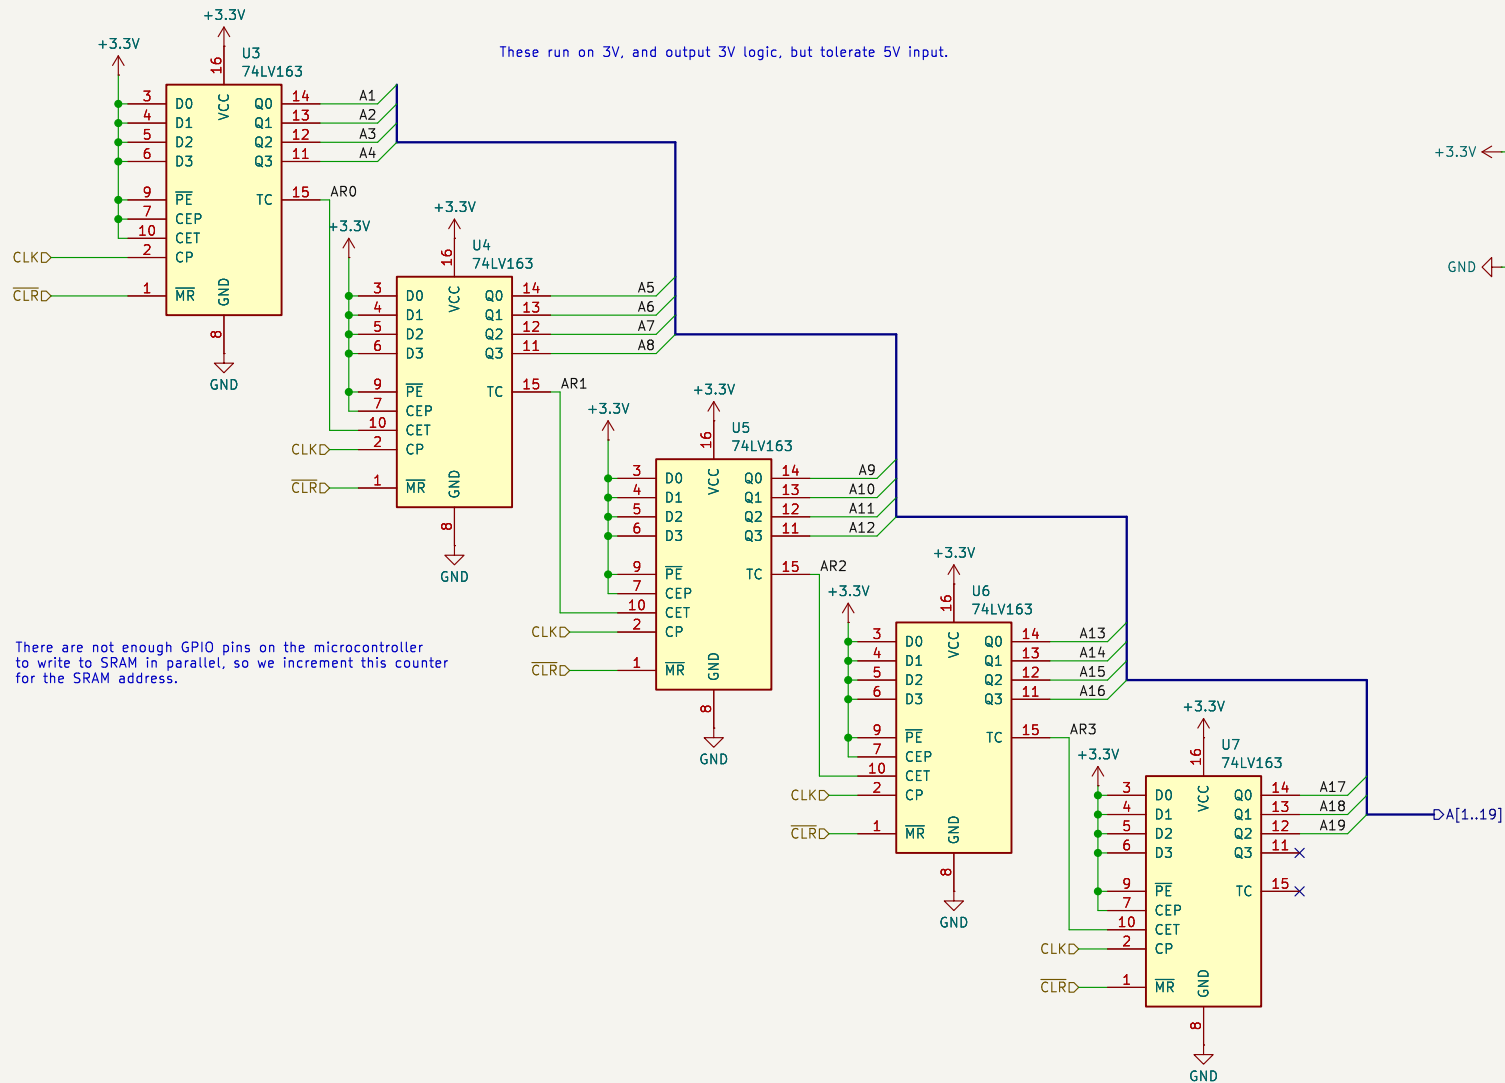 These run on 3V, and output 3V logic, but tolerate 5V input.
+3.3V
+3.3V
U3
74LV163
16
VCC
3 D0 Q0 14 A1
4 D1 Q1 13 A2
5 D2 Q2 12 A3
6 D3 Q3 11 A4
9 PE TC 15 AR0
7 CEP
10 CET
CLK 2 CP
CLR 1 MR
GND
8
GND
+3.3V
+3.3V
U4
74LV163
16
VCC
3 D0 Q0 14 A5
4 D1 Q1 13 A6
5 D2 Q2 12 A7
6 D3 Q3 11 A8
9 PE TC 15 AR1
7 CEP
10 CET
CLK 2 CP
CLR 1 MR
GND
8
GND
+3.3V
+3.3V
U5
74LV163
16
VCC
3 D0 Q0 14 A9
4 D1 Q1 13 A10
5 D2 Q2 12 A11
6 D3 Q3 11 A12
9 PE TC 15 AR2
7 CEP
10 CET
CLK 2 CP
CLR 1 MR
GND
8
GND
+3.3V
+3.3V
U6
74LV163
16
VCC
3 D0 Q0 14 A13
4 D1 Q1 13 A14
5 D2 Q2 12 A15
6 D3 Q3 11 A16
9 PE TC 15 AR3
7 CEP
10 CET
CLK 2 CP
CLR 1 MR
GND
8
GND
+3.3V
+3.3V
U7
74LV163
16
VCC
3 D0 Q0 14 A17
4 D1 Q1 13 A18
5 D2 Q2 12 A19
6 D3 Q3 11
9 PE TC 15
7 CEP
10 CET
CLK 2 CP
CLR 1 MR
GND
8
GND
A[1..19]
+3.3V
GND
There are not enough GPIO pins on the microcontroller
to write to SRAM in parallel, so we increment this counter
for the SRAM address.